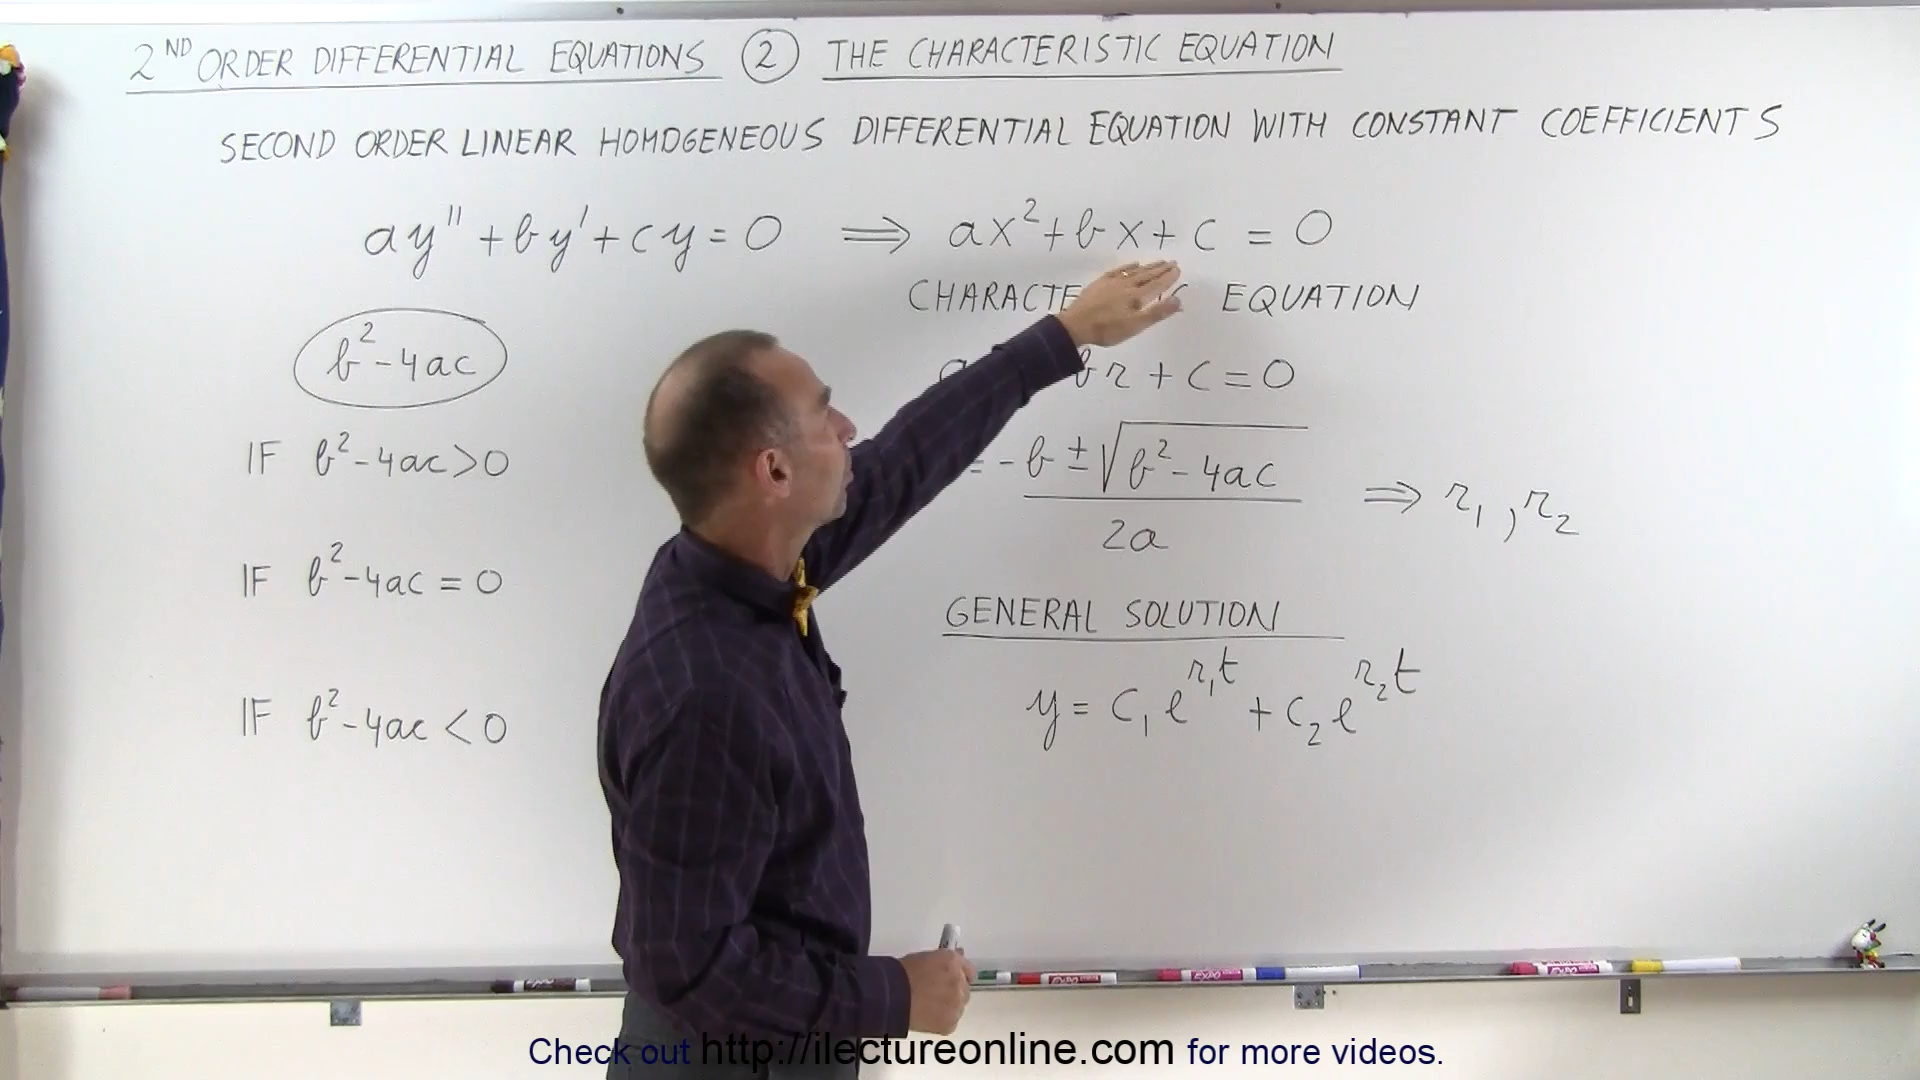 2ND ORDER DIFFERENTIAL EQUATIONS ② THE CHARACTERISTIC EQUATION
SECOND ORDER LINEAR HOMOGENEOUS DIFFERENTIAL EQUATION WITH CONSTANT COEFFICIENTS
ay'' + by' + cy = 0 ⟹ ax² + bx + c = 0
EQUATION
b² - 4ac
br + c = 0
IF b² - 4ac > 0
= -b ± √(b² - 4ac) / 2a ⟹ r₁, r₂
IF b² - 4ac = 0
GENERAL SOLUTION
IF b² - 4ac < 0
y = C₁e^(r₁t) + C₂e^(r₂t)
Check out http://ilectureonline.com for more videos.